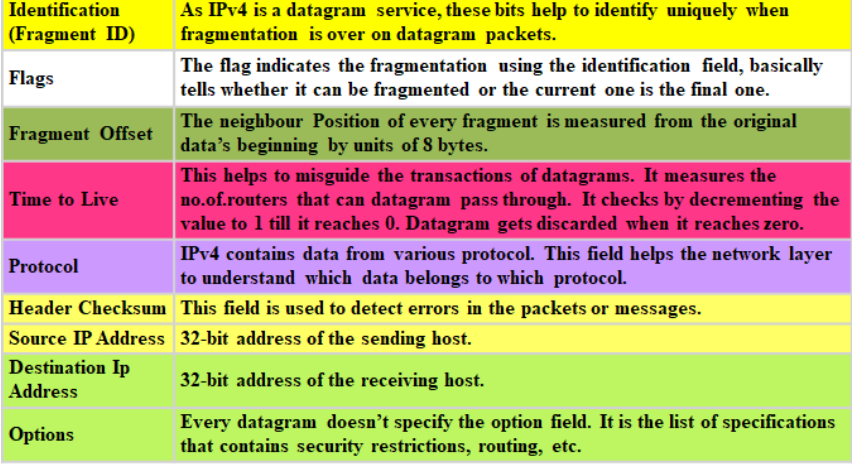 Identification
(Fragment ID)
As IPv4 is a datagram service, these bits help to identify uniquely when
fragmentation is over on datagram packets.
Flags
The flag indicates the fragmentation using the identification field, basically
tells whether it can be fragmented or the current one is the final one.
Fragment Offset
The neighbour Position of every fragment is measured from the original
data's beginning by units of 8 bytes.
Time to Live
This helps to misguide the transactions of datagrams. It measures the
no.of.routers that can datagram pass through. It checks by decrementing the
value to 1 till it reaches 0. Datagram gets discarded when it reaches zero.
Protocol
IPv4 contains data from various protocol. This field helps the network layer
to understand which data belongs to which protocol.
Header Checksum
This field is used to detect errors in the packets or messages.
Source IP Address
32-bit address of the sending host.
Destination Ip
Address
32-bit address of the receiving host.
Options
Every datagram doesn't specify the option field. It is the list of specifications
that contains security restrictions, routing, etc.